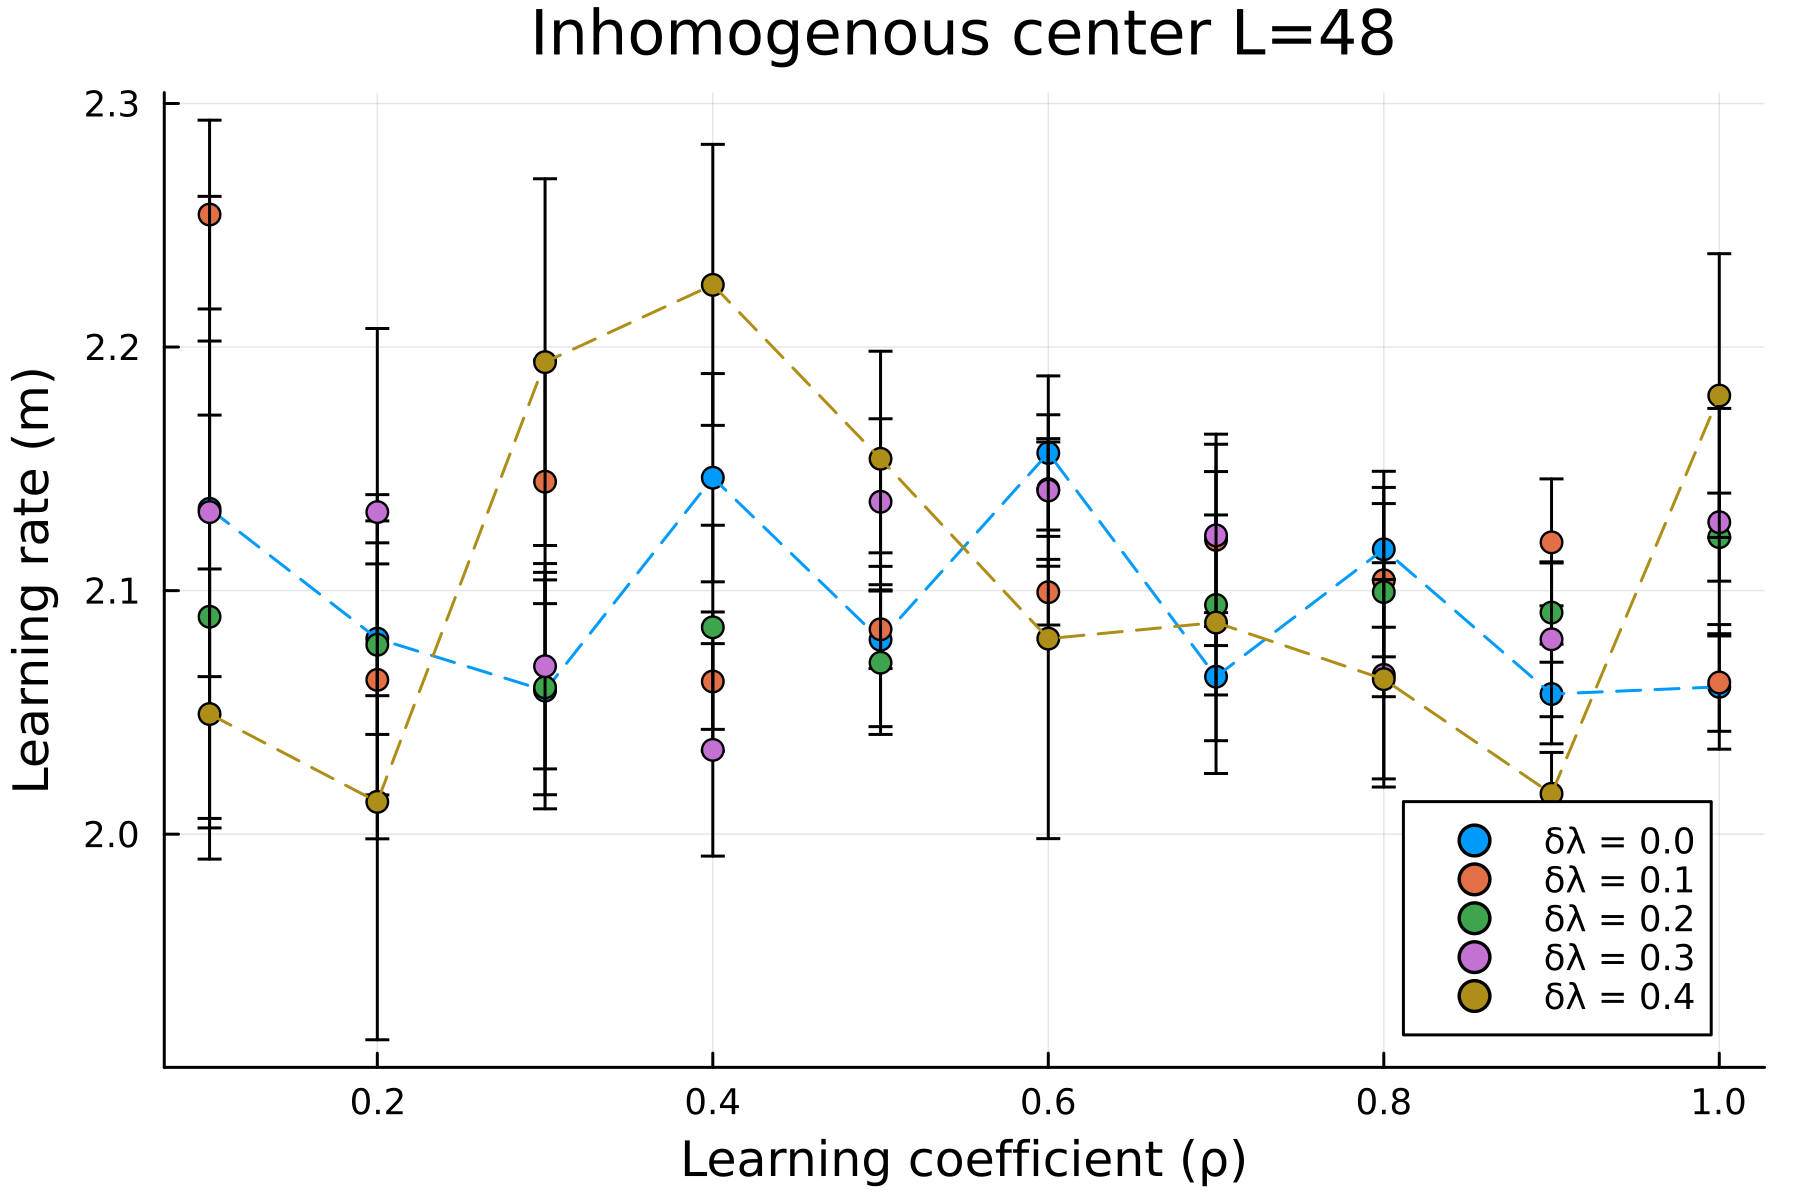 Inhomogenous center L=48
Learning rate (m)
2.3
2.2
2.1
2.0
δλ = 0.0
δλ = 0.1
δλ = 0.2
δλ = 0.3
δλ = 0.4
0.2 0.4 0.6 0.8 1.0
Learning coefficient (ρ)